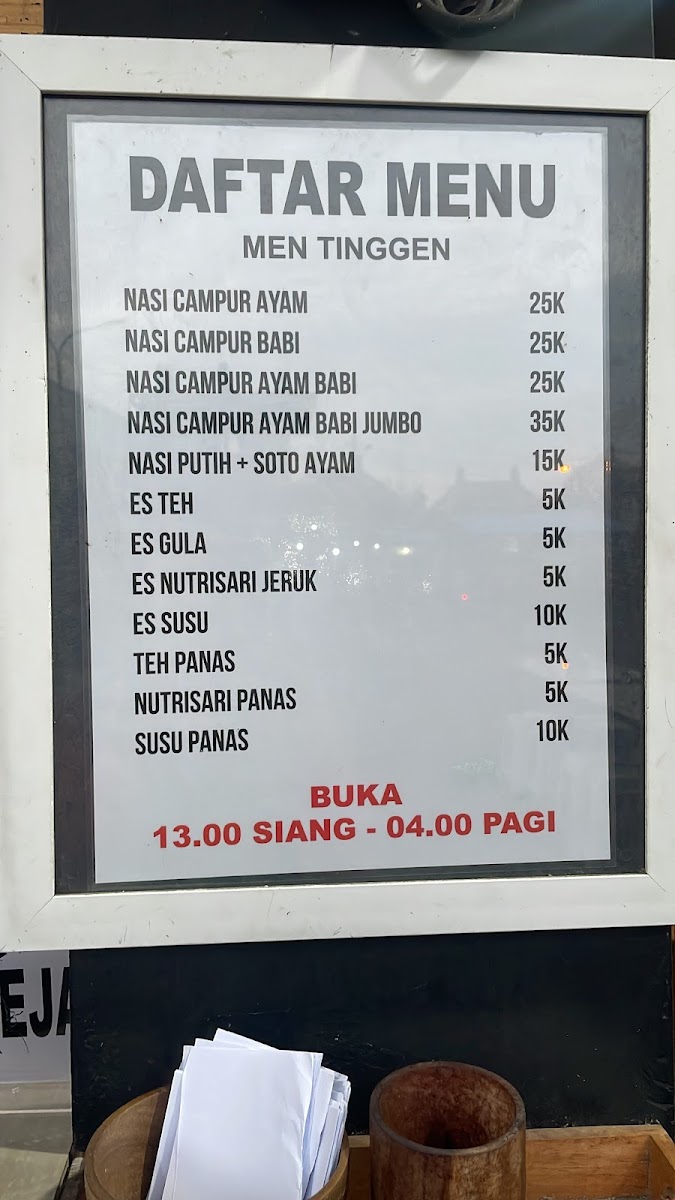 DAFTAR MENU
MEN TINGGEN
NASI CAMPUR AYAM 25K
NASI CAMPUR BABI 25K
NASI CAMPUR AYAM BABI 25K
NASI CAMPUR AYAM BABI JUMBO 35K
NASI PUTIH + SOTO AYAM 15K
ES TEH 5K
ES GULA 5K
ES NUTRISARI JERUK 5K
ES SUSU 10K
TEH PANAS 5K
NUTRISARI PANAS 5K
SUSU PANAS 10K
BUKA
13.00 SIANG - 04.00 PAGI